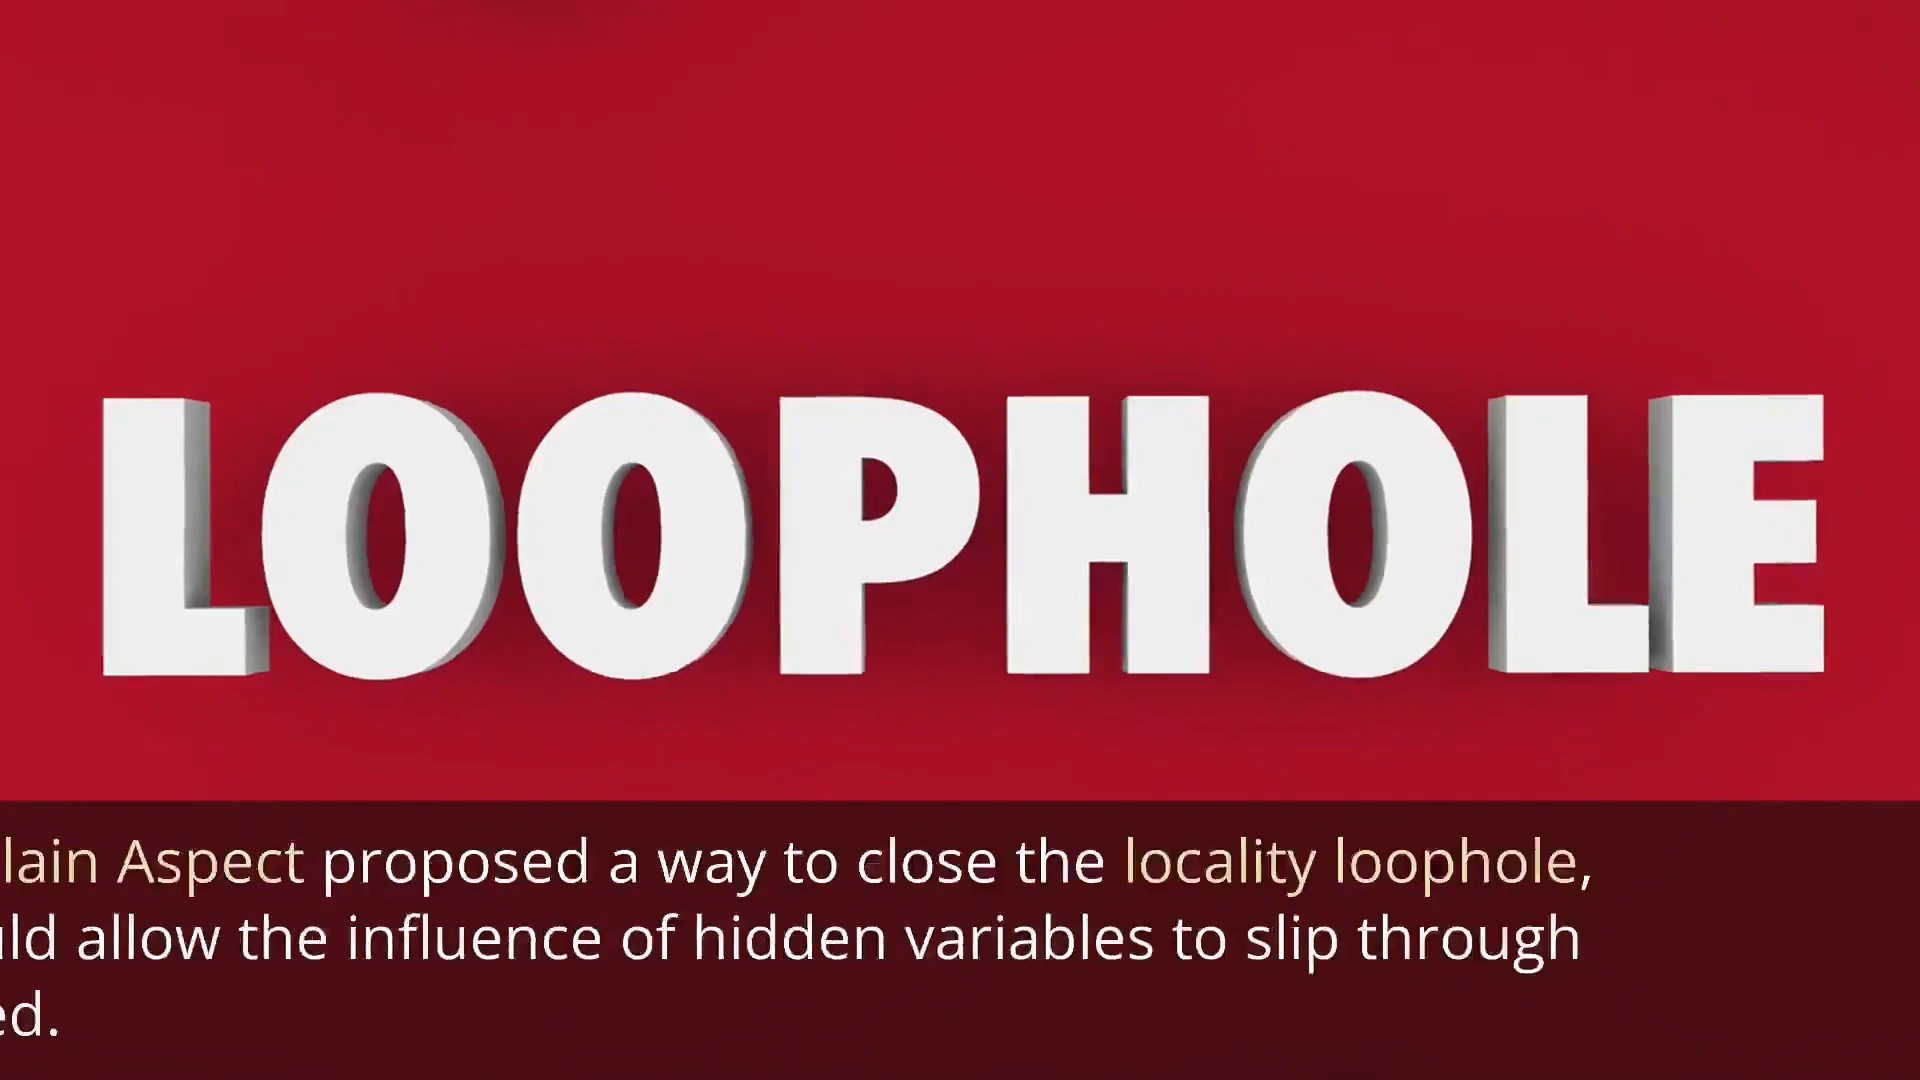 LOOPHOLE
lain Aspect proposed a way to close the locality loophole,
uld allow the influence of hidden variables to slip through
ed.